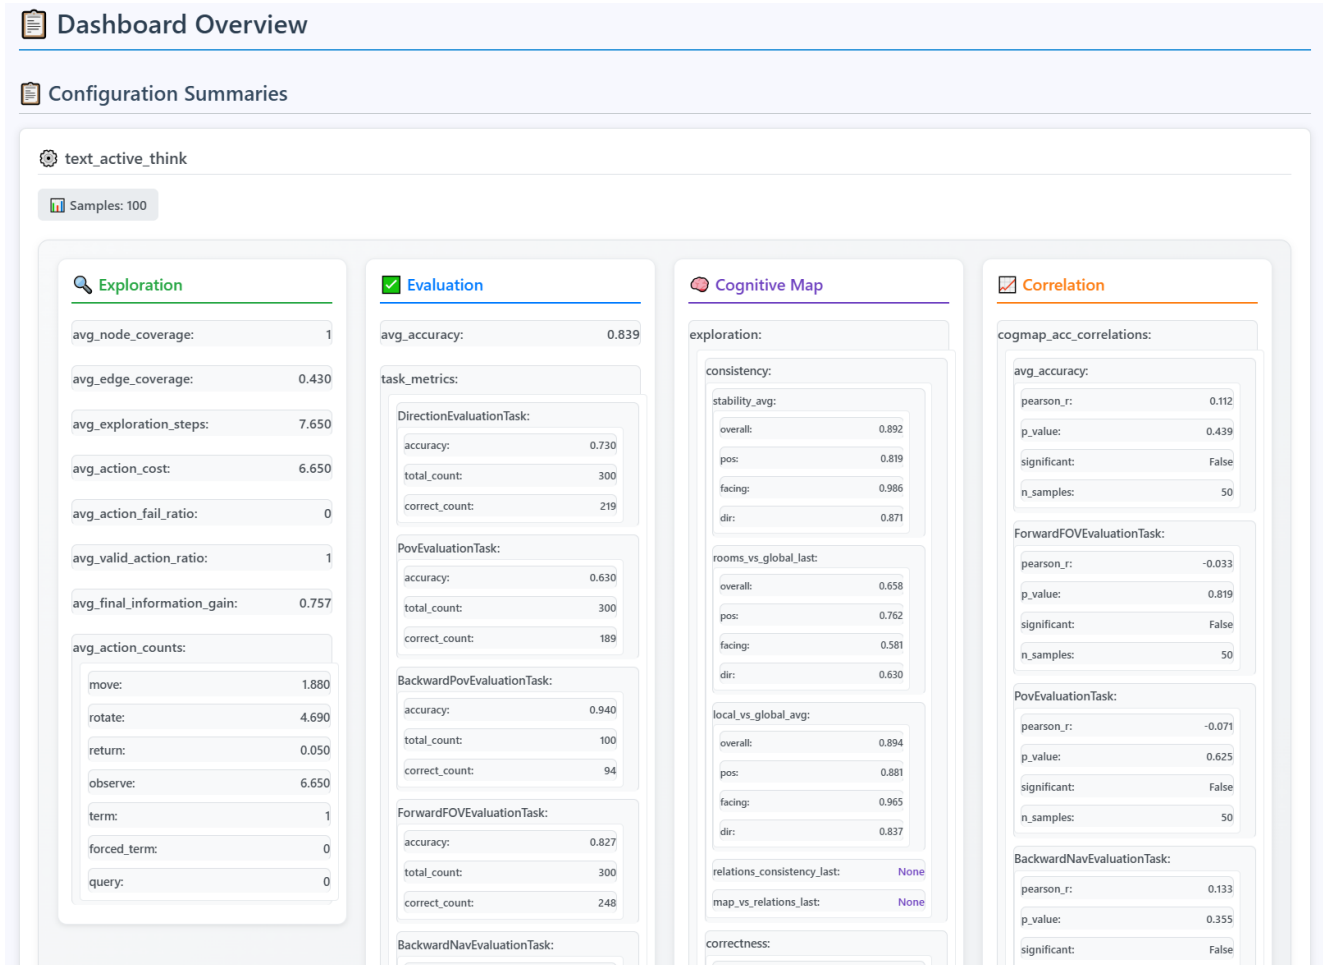 Dashboard Overview
Configuration Summaries
text_active_think
Samples: 100
Exploration
avg_node_coverage: 1
avg_edge_coverage: 0.430
avg_exploration_steps: 7.650
avg_action_cost: 6.650
avg_action_fail_ratio: 0
avg_valid_action_ratio: 1
avg_final_information_gain: 0.757
avg_action_counts:
move: 1.880
rotate: 4.690
return: 0.050
observe: 6.650
term: 1
forced_term: 0
query: 0
Evaluation
avg_accuracy: 0.839
task_metrics:
DirectionEvaluationTask:
accuracy: 0.730
total_count: 300
correct_count: 219
PovEvaluationTask:
accuracy: 0.630
total_count: 300
correct_count: 189
BackwardPovEvaluationTask:
accuracy: 0.940
total_count: 100
correct_count: 94
ForwardFOVEvaluationTask:
accuracy: 0.827
total_count: 300
correct_count: 248
BackwardNavEvaluationTask:
Cognitive Map
exploration:
consistency:
stability_avg:
overall: 0.892
pos: 0.819
facing: 0.986
dir: 0.871
rooms_vs_global_last:
overall: 0.658
pos: 0.762
facing: 0.581
dir: 0.630
local_vs_global_avg:
overall: 0.894
pos: 0.881
facing: 0.965
dir: 0.837
relations_consistency_last: None
map_vs_relations_last: None
correctness:
Correlation
cogmap_acc_correlations:
avg_accuracy:
pearson_r: 0.112
p_value: 0.439
significant: False
n_samples: 50
ForwardFOVEvaluationTask:
pearson_r: -0.033
p_value: 0.819
significant: False
n_samples: 50
PovEvaluationTask:
pearson_r: -0.071
p_value: 0.625
significant: False
n_samples: 50
BackwardNavEvaluationTask:
pearson_r: 0.133
p_value: 0.355
significant: False